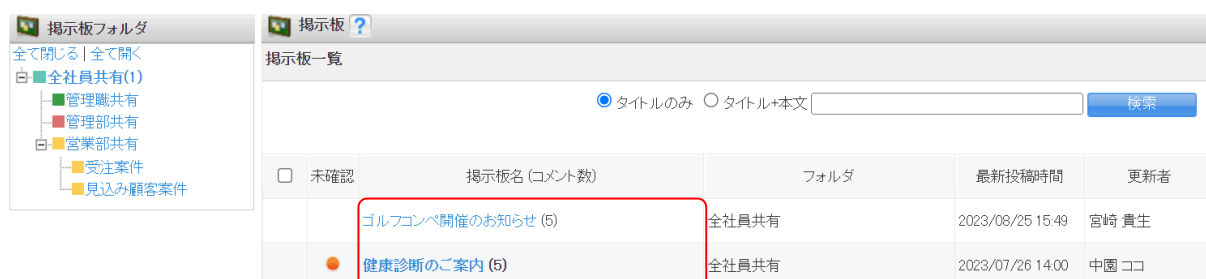 掲示板フォルダ
全て閉じる | 全て開く
全社員共有(1)
管理職共有
管理部共有
営業部共有
受注案件
見込み顧客案件
掲示板 ?
掲示板一覧
タイトルのみ タイトル+本文 検索
未確認 掲示板名 (コメント数) フォルダ 最新投稿時間 更新者
ゴルフコンペ開催のお知らせ (5) 全社員共有 2023/08/25 15:49 宮崎 貴生
健康診断のご案内 (5) 全社員共有 2023/07/26 14:00 中園 ココ